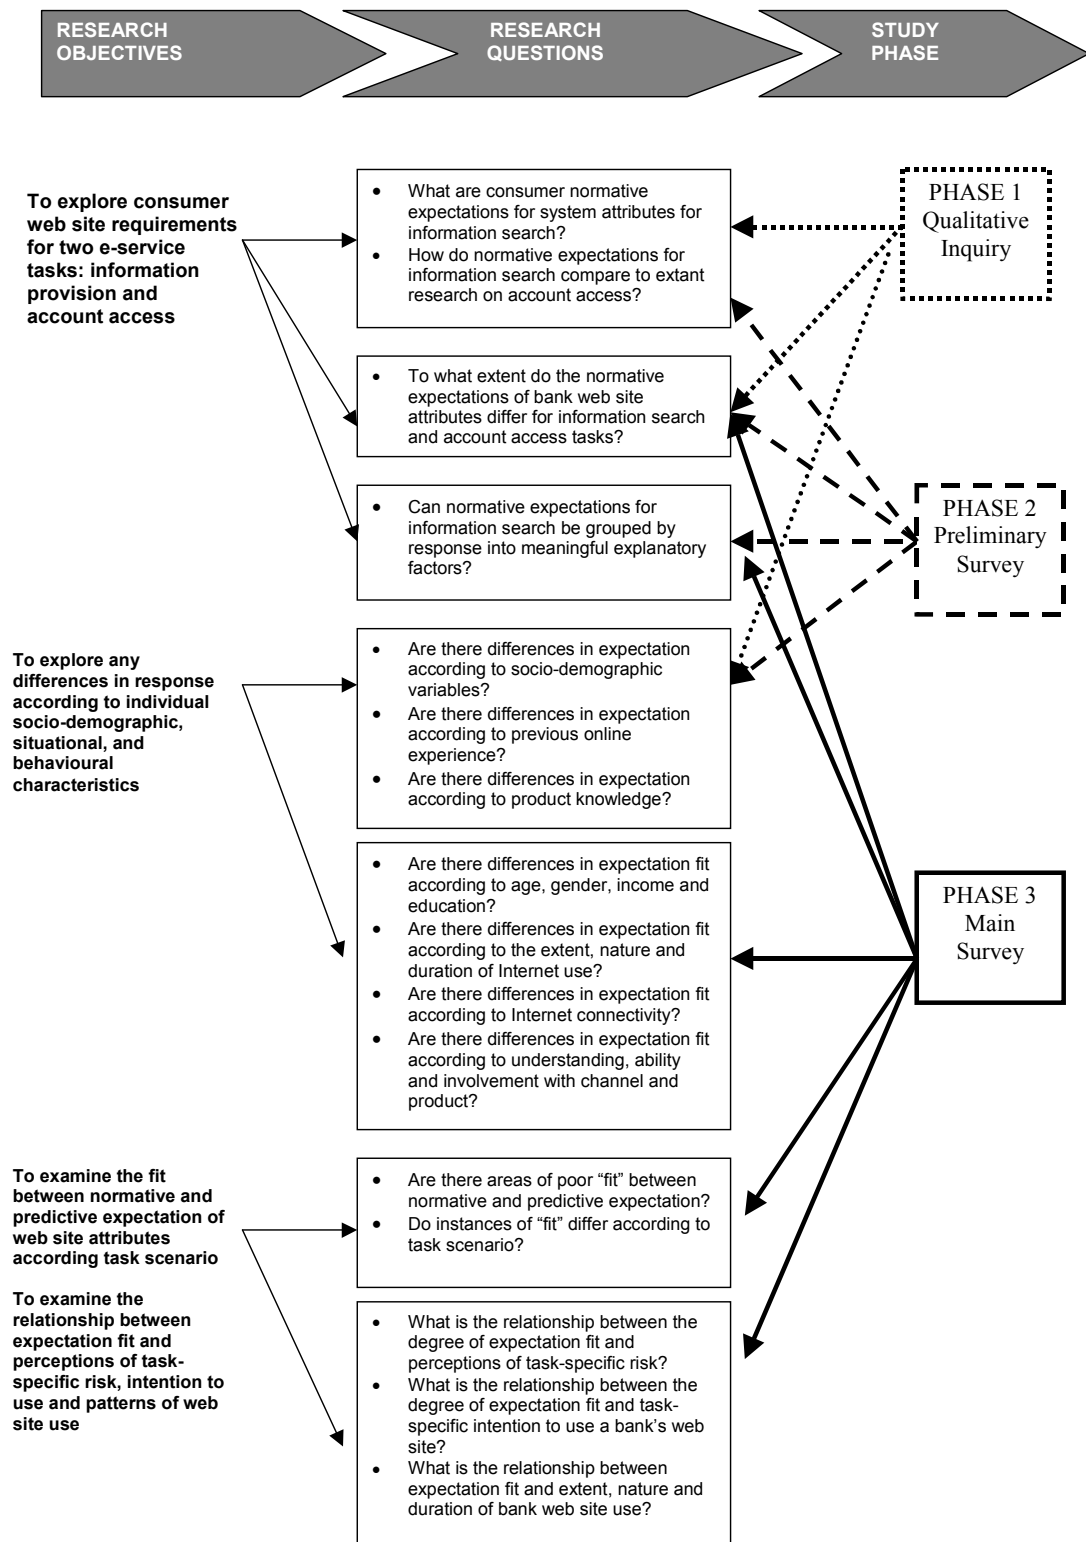 RESEARCH
OBJECTIVES
RESEARCH
QUESTIONS
STUDY
PHASE
To explore consumer
web site requirements
for two e-service
tasks: information
provision and
account access
• What are consumer normative
expectations for system attributes for
information search?
• How do normative expectations for
information search compare to extant
research on account access?
PHASE 1
Qualitative
Inquiry
• To what extent do the normative
expectations of bank web site
attributes differ for information search
and account access tasks?
• Can normative expectations for
information search be grouped by
response into meaningful explanatory
factors?
PHASE 2
Preliminary
Survey
To explore any
differences in response
according to individual
socio-demographic,
situational, and
behavioural
characteristics
• Are there differences in expectation
according to socio-demographic
variables?
• Are there differences in expectation
according to previous online
experience?
• Are there differences in expectation
according to product knowledge?
• Are there differences in expectation fit
according to age, gender, income and
education?
• Are there differences in expectation fit
according to the extent, nature and
duration of Internet use?
• Are there differences in expectation fit
according to Internet connectivity?
• Are there differences in expectation fit
according to understanding, ability
and involvement with channel and
product?
PHASE 3
Main
Survey
To examine the fit
between normative and
predictive expectation of
web site attributes
according task scenario
• Are there areas of poor “fit” between
normative and predictive expectation?
• Do instances of “fit” differ according to
task scenario?
To examine the
relationship between
expectation fit and
perceptions of task-
specific risk, intention to
use and patterns of web
site use
• What is the relationship between the
degree of expectation fit and
perceptions of task-specific risk?
• What is the relationship between the
degree of expectation fit and task-
specific intention to use a bank’s web
site?
• What is the relationship between
expectation fit and extent, nature and
duration of bank web site use?